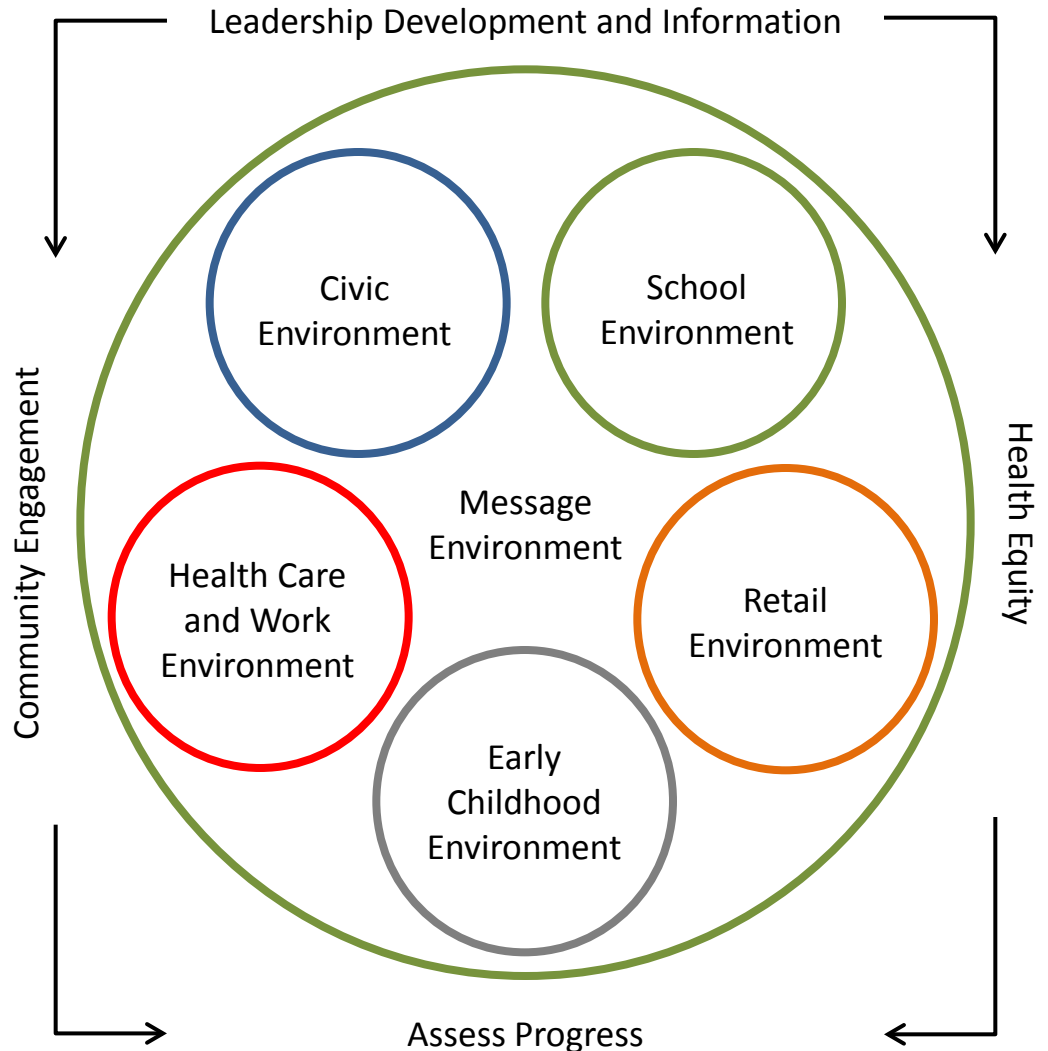 Leadership Development and Information
Civic
Environment
School
Environment
Community Engagement
Health Equity
Message
Environment
Health Care
and Work
Environment
Retail
Environment
Early
Childhood
Environment
Assess Progress